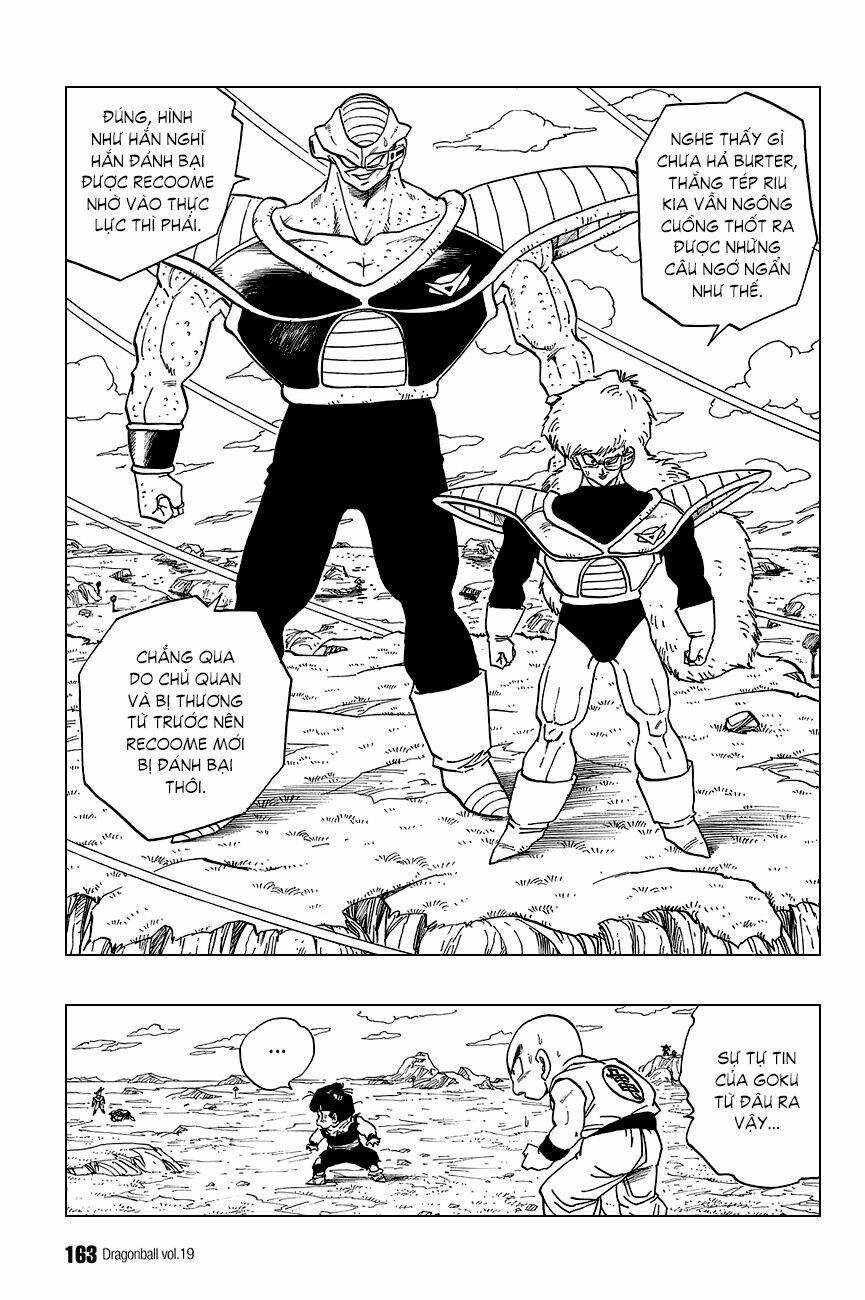 NGHE THẤY GÌ
CHƯA HẢ BURTER,
THẰNG TÉP RIU
KIA VẪN NGÔNG
CUỒNG THỐT RA
ĐƯỢC NHỮNG
CÂU NGỚ NGẨN
NHƯ THẾ.
ĐÚNG, HÌNH
NHƯ HẮN NGHĨ
HẮN ĐÁNH BẠI
ĐƯỢC RECOOME
NHỜ VÀO THỰC
LỰC THÌ PHẢI.
CHẲNG QUA
DO CHỦ QUAN
VÀ BỊ THƯƠNG
TỪ TRƯỚC NÊN
RECOOME MỚI
BỊ ĐÁNH BẠI
THÔI.
SỰ TỰ TIN
CỦA GOKU
TỪ ĐÂU RA
VẬY...
...
163 Dragonball vol.19